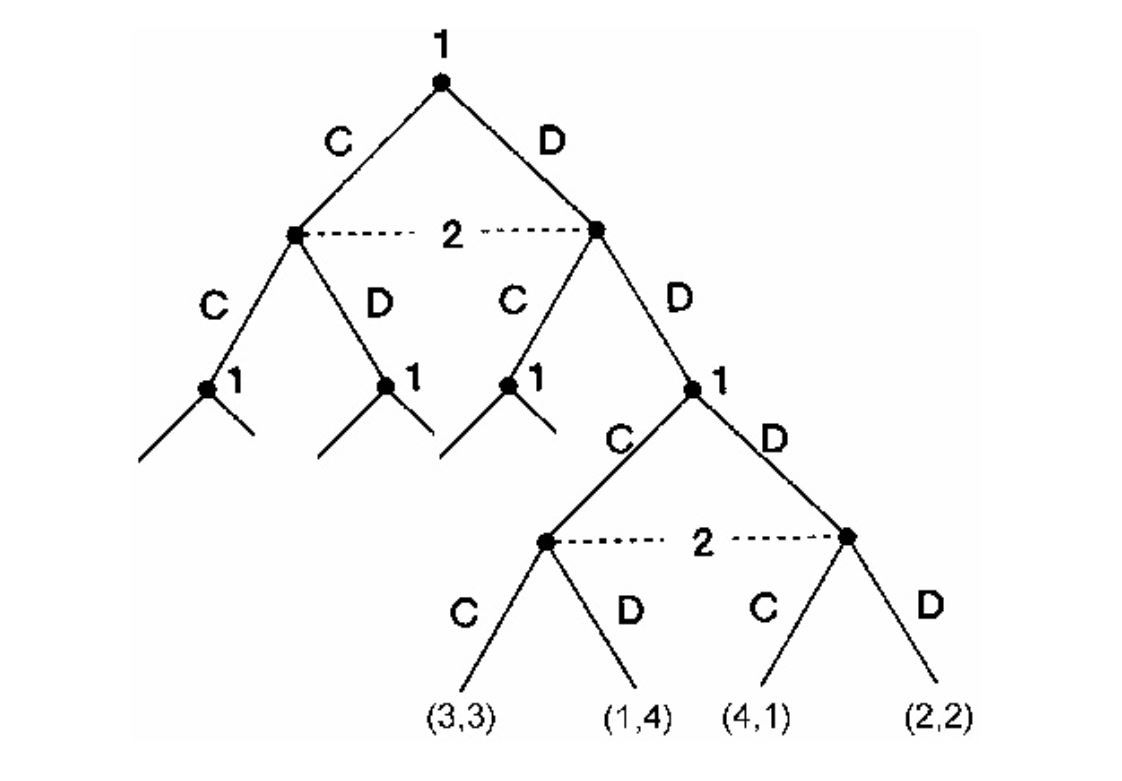 1
C D
2
C D C D
1 1 1 1
C D
2
C D C D
(3,3) (1,4) (4,1) (2,2)